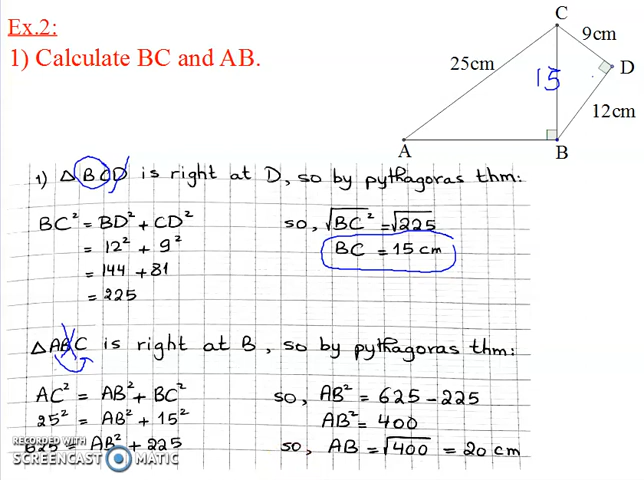 Ex.2:
1) Calculate BC and AB.
C
9cm
25cm
15
D
12cm
A
B
1) △BCD is right at D, so by pythagoras thm:
BC² = BD² + CD²
= 12² + 9²
= 144 + 81
= 225
so, √BC² = √225
BC = 15 cm
△ABC is right at B, so by pythagoras thm:
AC² = AB² + BC²
25² = AB² + 15²
625 = AB² + 225
so, AB² = 625 - 225
AB² = 400
so, AB = √400 = 20 cm
RECORDED WITH
SCREENCAST MATIC